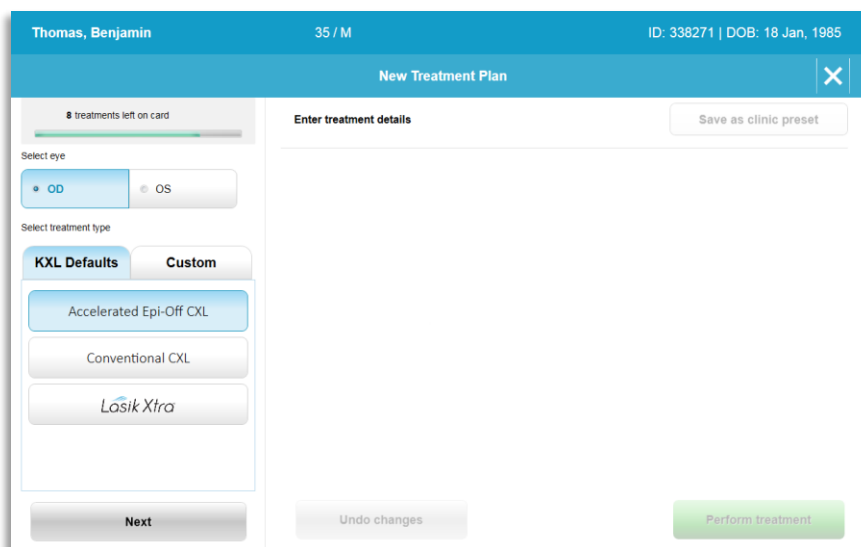 Thomas, Benjamin 35 / M ID: 338271 | DOB: 18 Jan, 1985
New Treatment Plan
8 treatments left on card
Enter treatment details
Save as clinic preset
Select eye
OD OS
Select treatment type
KXL Defaults Custom
Accelerated Epi-Off CXL
Conventional CXL
Lasik Xtra
Next
Undo changes
Perform treatment